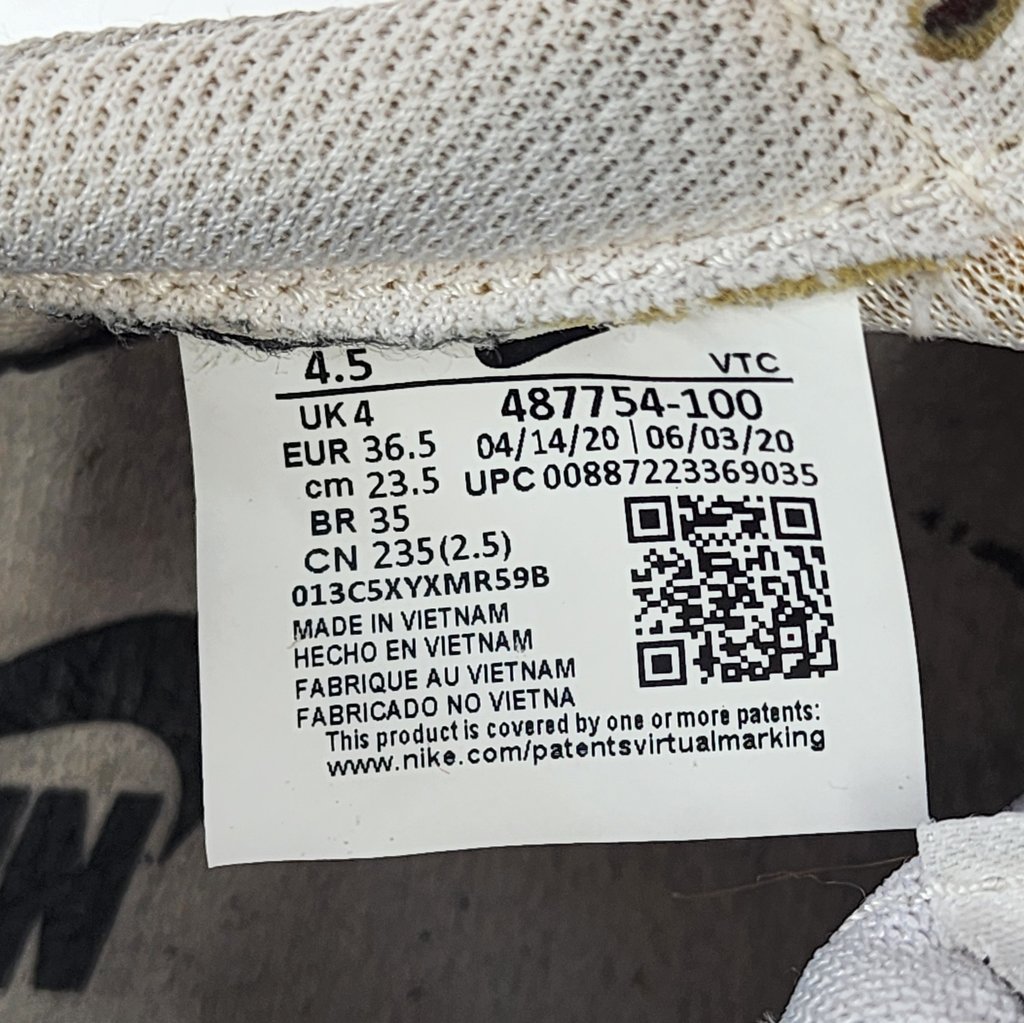 4.5 VTC
UK 4 487754-100
EUR 36.5 04/14/20 | 06/03/20
cm 23.5 UPC 00887223369035
BR 35
CN 235(2.5)
013C5XYXMR59B
MADE IN VIETNAM
HECHO EN VIETNAM
FABRIQUE AU VIETNAM
FABRICADO NO VIETNA
This product is covered by one or more patents:
www.nike.com/patentsvirtualmarking